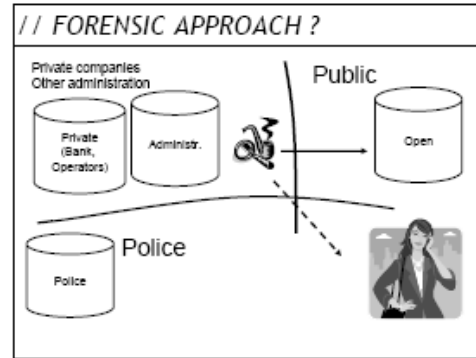 // FORENSIC APPROACH ?
Private companies
Other administration
Public
Private
(Bank,
Operators)
Administr.
Open
Police
Police